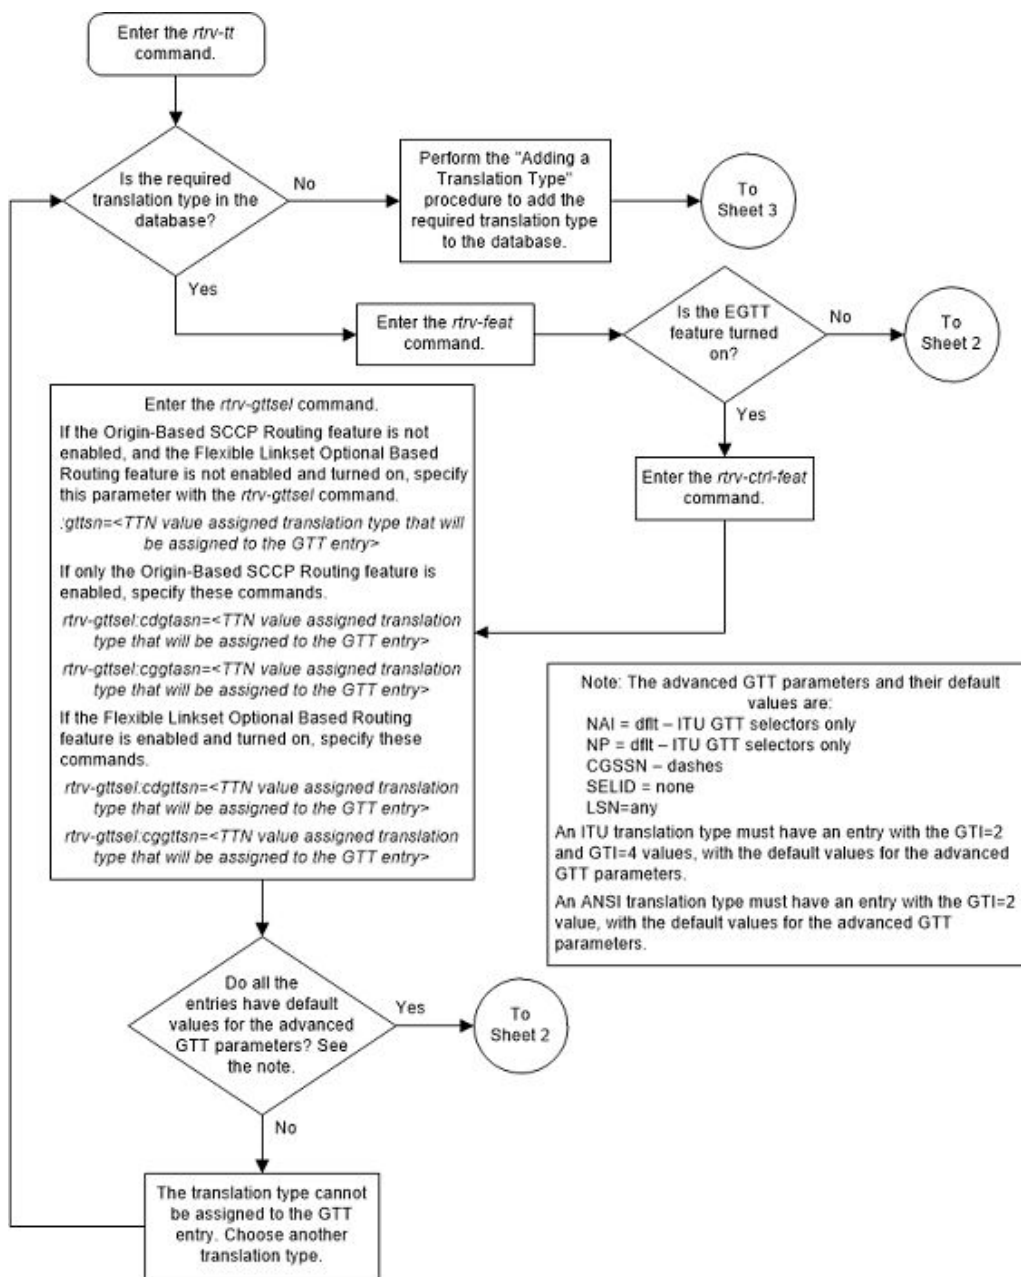 Enter the rtrv-tt
command.
Is the required
translation type in the
database?
No
Perform the "Adding a
Translation Type"
procedure to add the
required translation type
to the database.
To
Sheet 3
Yes
Enter the rtrv-feat
command.
Is the EGTT
feature turned
on?
No
To
Sheet 2
Yes
Enter the rtrv-ctrl-feat
command.
Enter the rtrv-gttsel command.
If the Origin-Based SCCP Routing feature is not
enabled, and the Flexible Linkset Optional Based
Routing feature is not enabled and turned on, specify
this parameter with the rtrv-gttsel command.
:gttsn=<TTN value assigned translation type that will
be assigned to the GTT entry>
If only the Origin-Based SCCP Routing feature is
enabled, specify these commands.
rtrv-gttsel:cdgtasn=<TTN value assigned translation
type that will be assigned to the GTT entry>
rtrv-gttsel:cggtasn=<TTN value assigned translation
type that will be assigned to the GTT entry>
If the Flexible Linkset Optional Based Routing
feature is enabled and turned on, specify these
commands.
rtrv-gttsel:cdgttsn=<TTN value assigned translation
type that will be assigned to the GTT entry>
rtrv-gttsel:cggttsn=<TTN value assigned translation
type that will be assigned to the GTT entry>
Note: The advanced GTT parameters and their default
values are:
NAI = dflt – ITU GTT selectors only
NP = dflt – ITU GTT selectors only
CGSSN – dashes
SELID = none
LSN=any
An ITU translation type must have an entry with the GTI=2
and GTI=4 values, with the default values for the advanced
GTT parameters.
An ANSI translation type must have an entry with the GTI=2
value, with the default values for the advanced GTT
parameters.
Do all the
entries have default
values for the advanced
GTT parameters? See
the note.
Yes
To
Sheet 2
No
The translation type cannot
be assigned to the GTT
entry. Choose another
translation type.